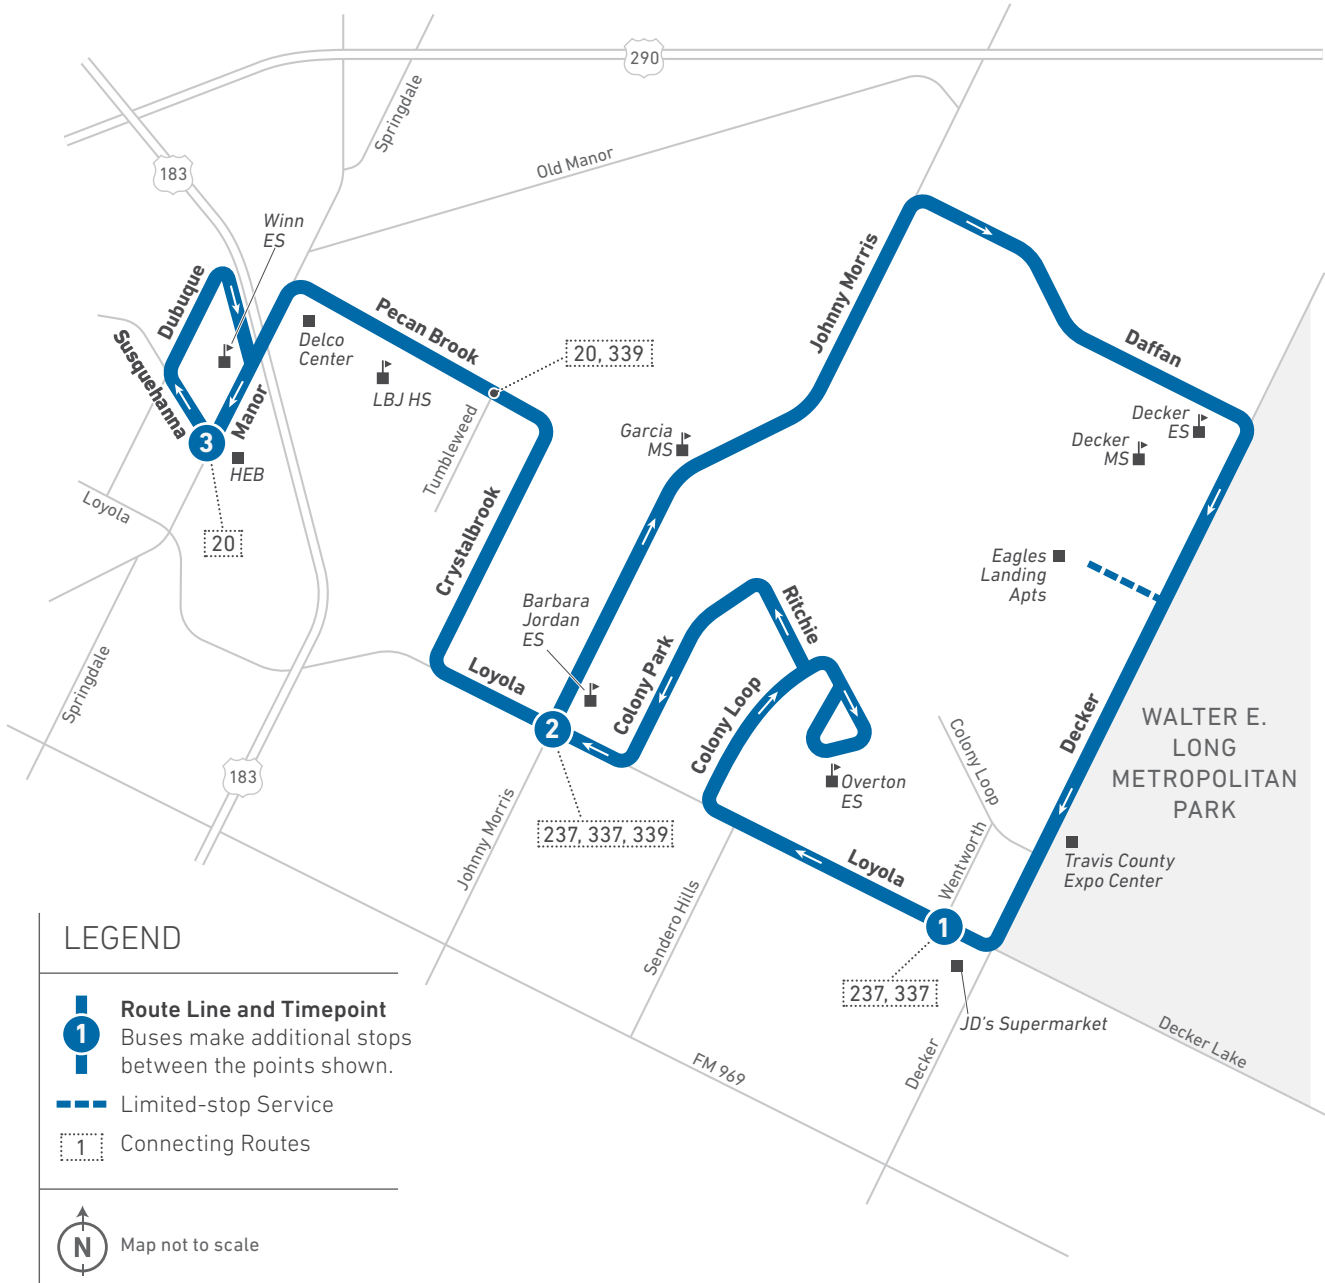 290
Springdale
Old Manor
183
Winn
ES
Dubuque
Susquehanna
Manor
Pecan Brook
Delco
Center
LBJ HS
20, 339
Tumbleweed
Johnny Morris
Daffan
Decker
ES
Decker
MS
Garcia
MS
3
HEB
Loyola
20
Crystalbrook
Eagles
Landing
Apts
Barbara
Jordan
ES
Ritchie
Colony Park
Colony Loop
Loyola
Springdale
2
Decker
WALTER E.
LONG
METROPOLITAN
PARK
Colony Loop
183
Overton
ES
237, 337, 339
Johnny Morris
Wentworth
Loyola
Travis County
Expo Center
Sendero Hills
1
237, 337
JD's Supermarket
Decker Lake
FM 969
Decker
LEGEND
1
Route Line and Timepoint
Buses make additional stops
between the points shown.
Limited-stop Service
1
Connecting Routes
N
Map not to scale